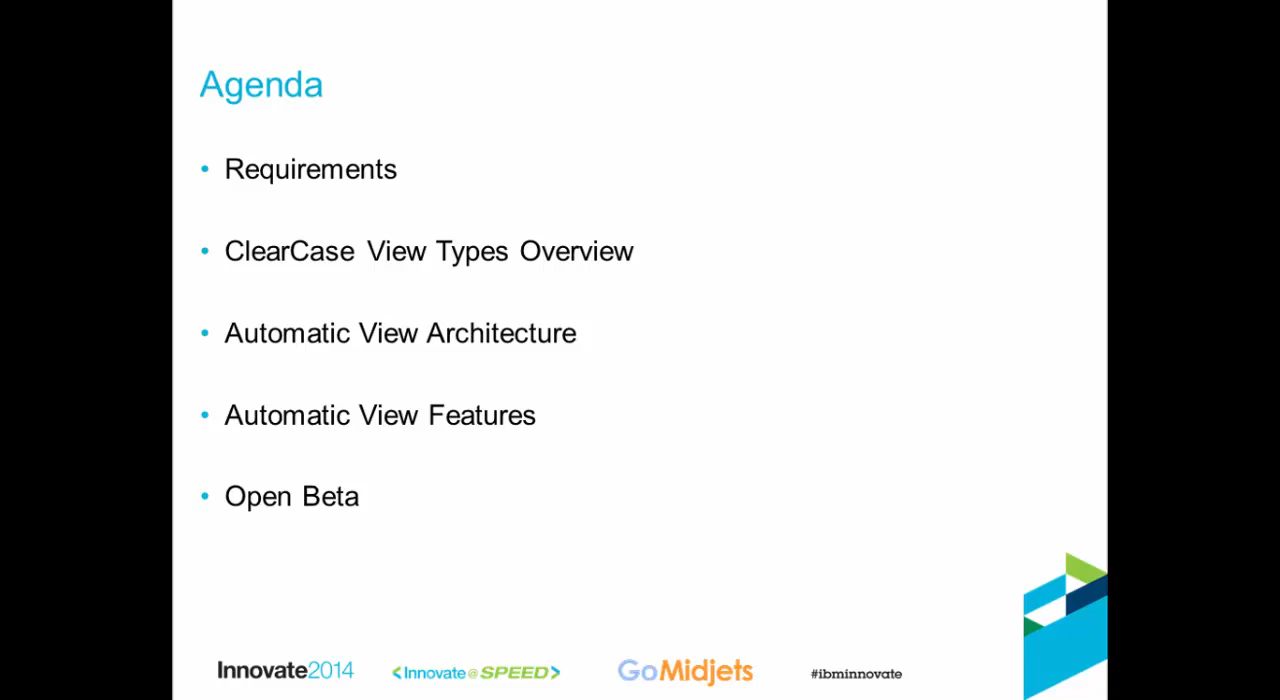 Agenda
• Requirements
• ClearCase View Types Overview
• Automatic View Architecture
• Automatic View Features
• Open Beta
Innovate2014 <Innovate@SPEED> GoMidjets #ibminnovate